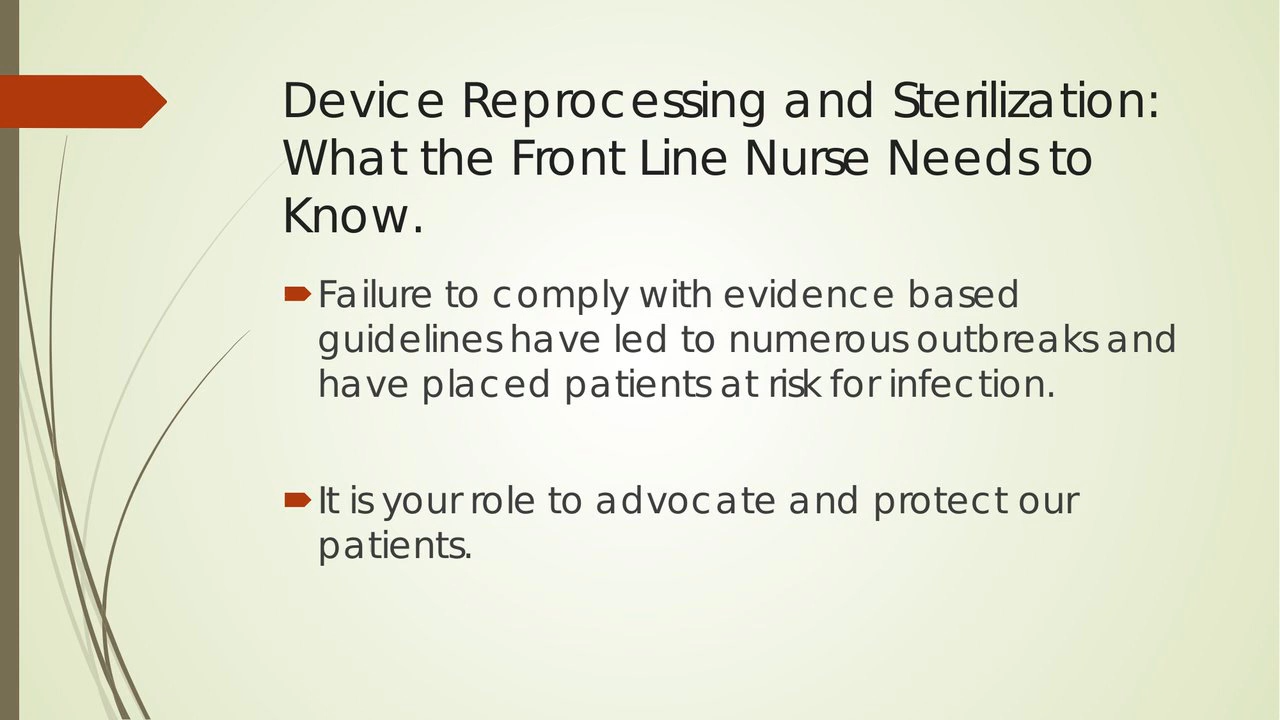 Device Reprocessing and Sterilization:
What the Front Line Nurse Needs to
Know.
Failure to comply with evidence based
guidelines have led to numerous outbreaks and
have placed patients at risk for infection.
It is your role to advocate and protect our
patients.